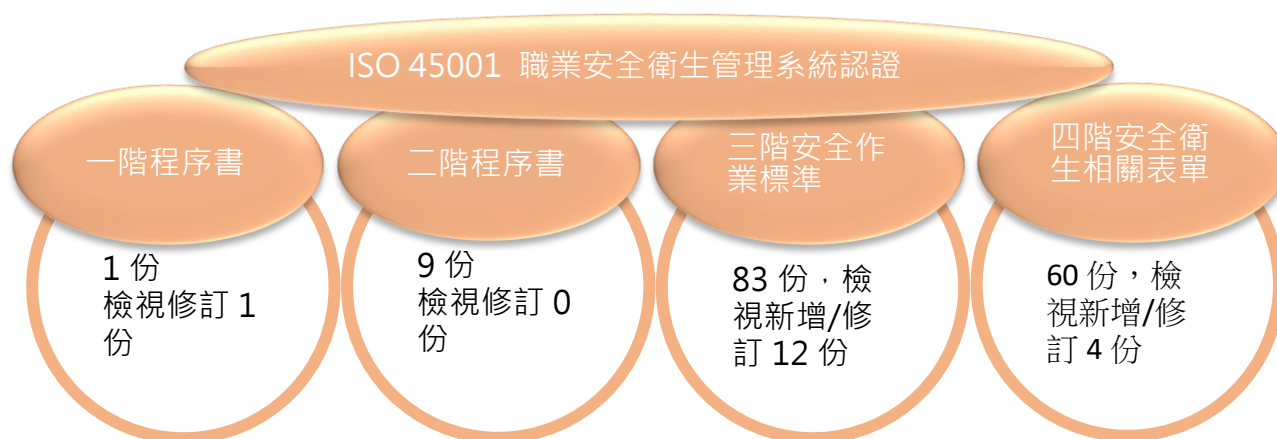 ISO 45001 職業安全衛生管理系統認證
一階程序書
二階程序書
三階安全作
業標準
四階安全衛
生相關表單
1 份
檢視修訂 1
份
9 份
檢視修訂 0
份
83 份，檢
視新增/修
訂 12 份
60 份，檢
視新增/修
訂 4 份